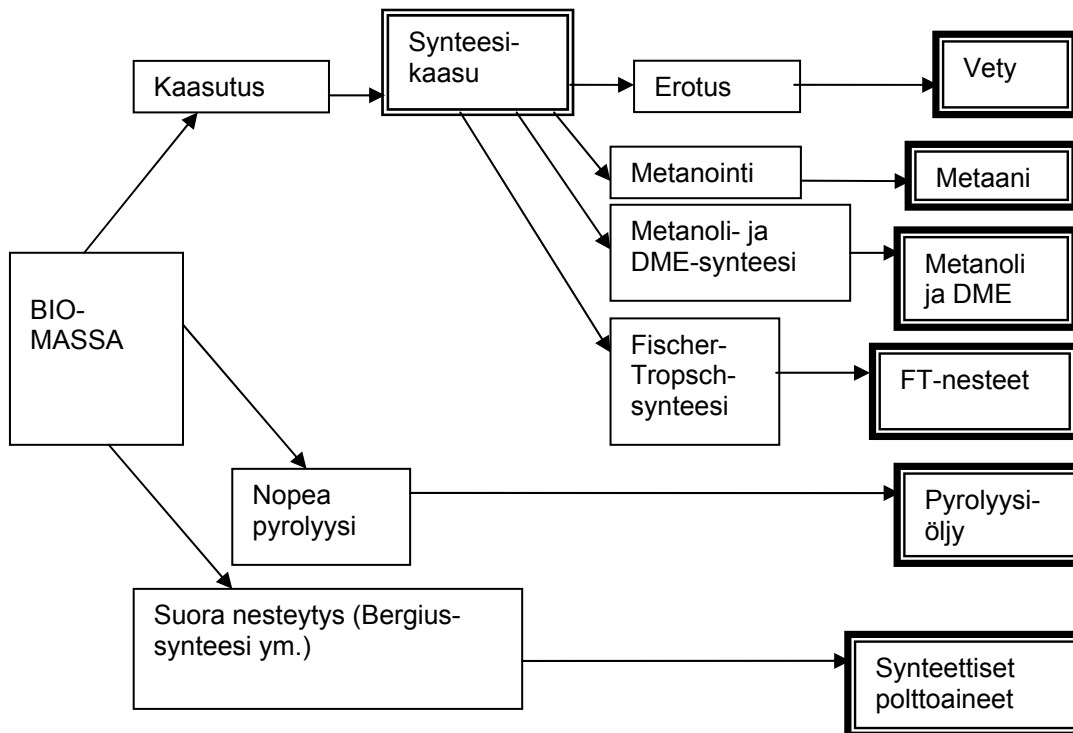 Synteesi-
kaasu
Kaasutus
Erotus
Vety
Metanointi
Metaani
Metanoli- ja
DME-synteesi
Metanoli
ja DME
BIO-
MASSA
Fischer-
Tropsch-
synteesi
FT-nesteet
Nopea
pyrolyysi
Pyrolyysi-
öljy
Suora nesteytys (Bergius-
synteesi ym.)
Synteettiset
polttoaineet